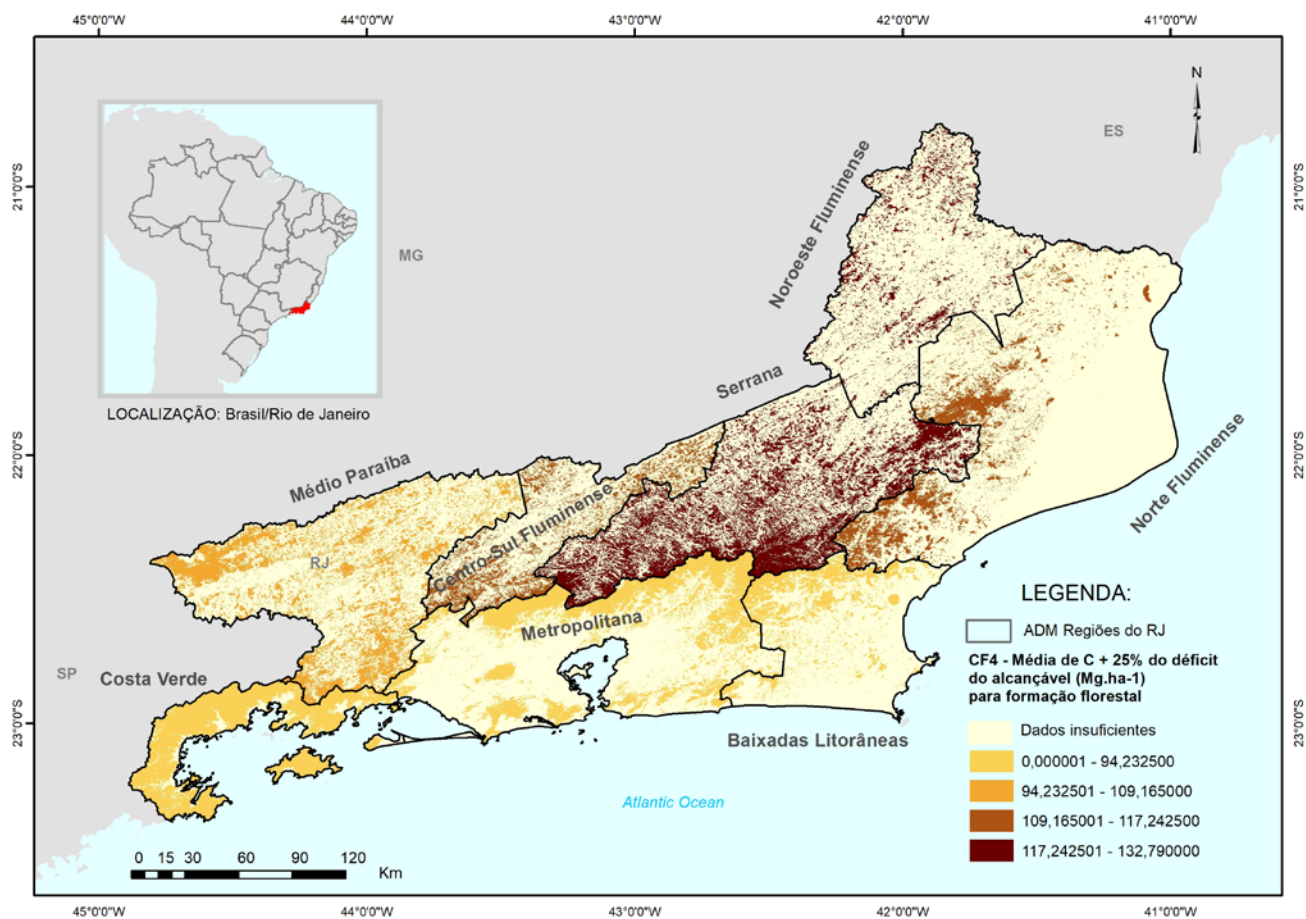 45°0'0"W 44°0'0"W 43°0'0"W 42°0'0"W 41°0'0"W
N
ES
21°0'0"S
21°0'0"S
MG
Noroeste Fluminense
LOCALIZAÇÃO: Brasil/Rio de Janeiro
Serrana
22°0'0"S
22°0'0"S
Médio Paraíba
Norte Fluminense
Centro-Sul Fluminense
RJ
LEGENDA:
Metropolitana
ADM Regiões do RJ
SP
Costa Verde
CF4 - Média de C + 25% do déficit
do alcançável (Mg.ha-1)
para formação florestal
23°0'0"S
23°0'0"S
Baixadas Litorâneas
Dados insuficientes
0,000001 - 94,232500
94,232501 - 109,165000
109,165001 - 117,242500
117,242501 - 132,790000
Atlantic Ocean
0 15 30 60 90 120
Km
45°0'0"W 44°0'0"W 43°0'0"W 42°0'0"W 41°0'0"W